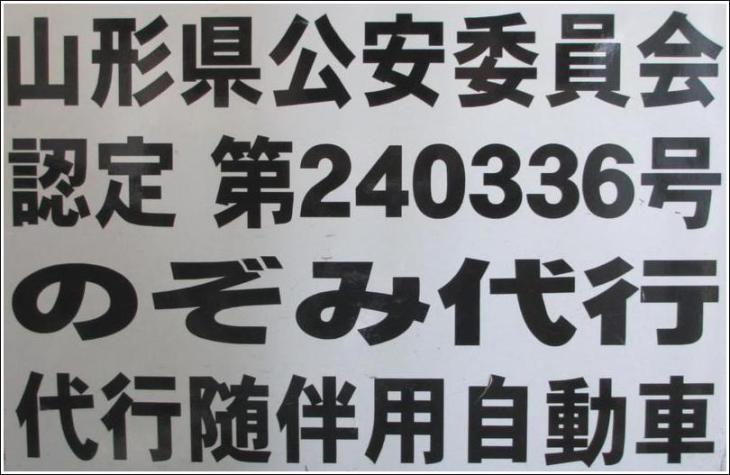 山形県公安委員会
認定 第240336号
のぞみ代行
代行随伴用自動車